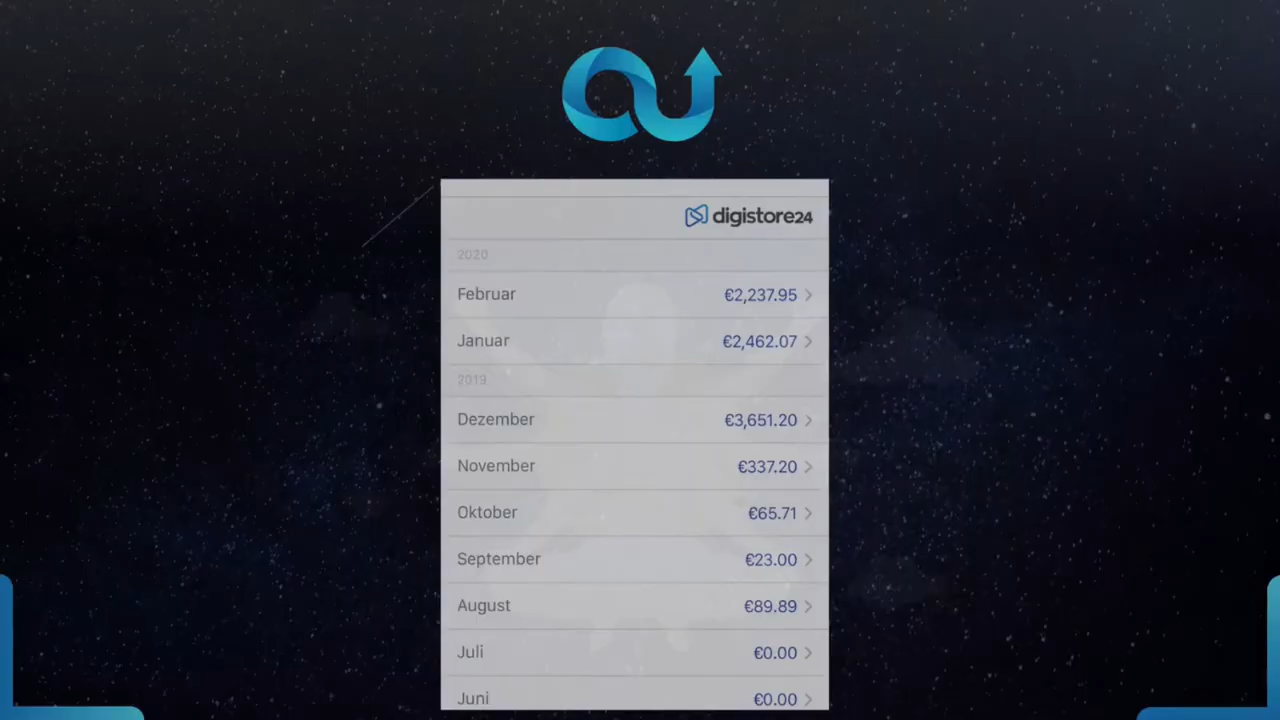 digistore24
2020
Februar €2,237.95
Januar €2,462.07
2019
Dezember €3,651.20
November €337.20
Oktober €65.71
September €23.00
August €89.89
Juli €0.00
Juni €0.00